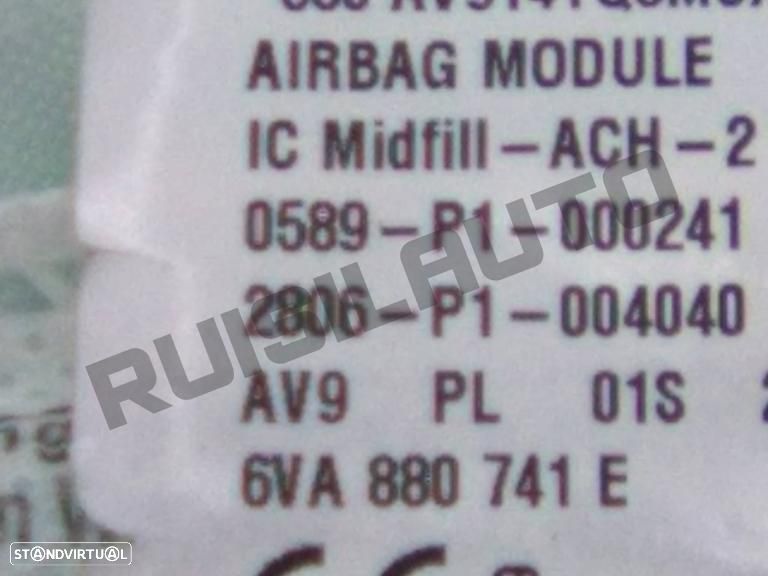 AIRBAG MODULE
IC Midfill-ACH-2
0589-P1-000241
2806-P1-004040
AV9 PL 01S
6VA 880 741 E
RUISILAUTO
STANDVIRTUAL